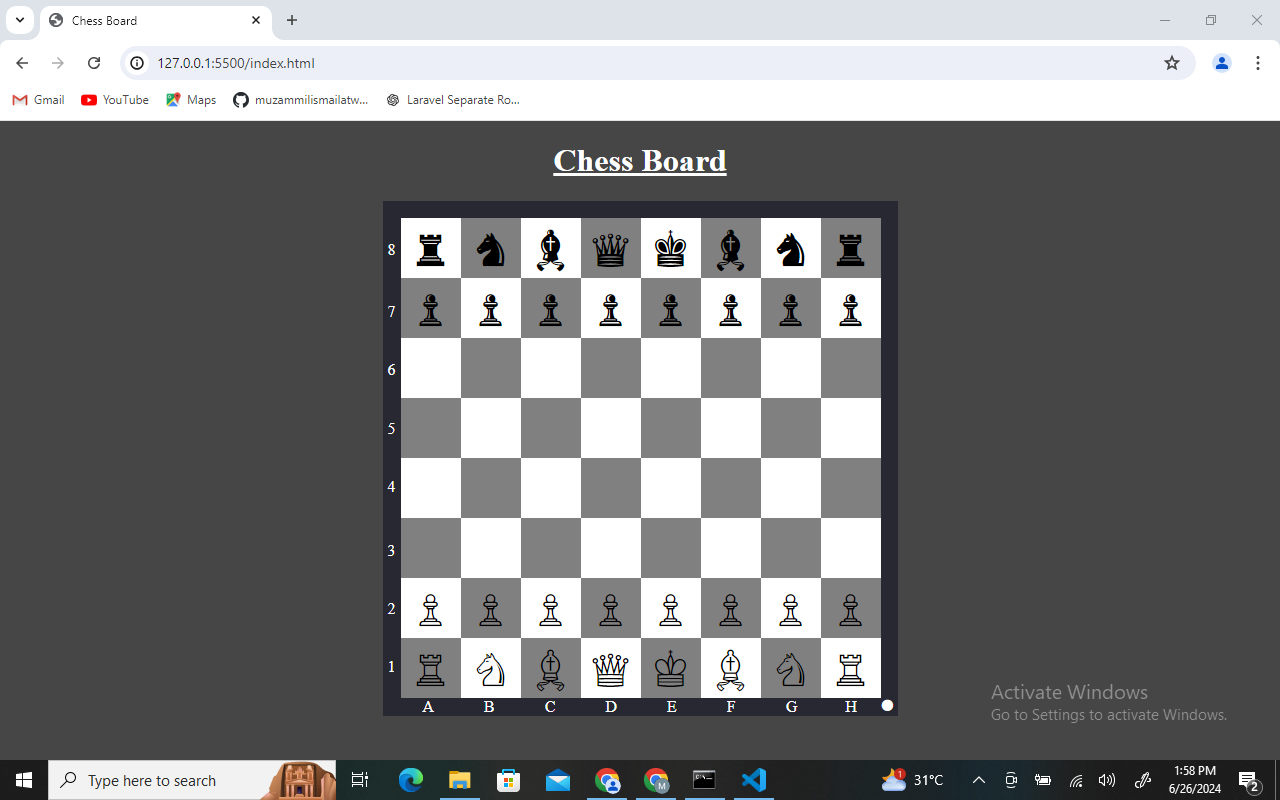 Chess Board
127.0.0.1:5500/index.html
Gmail YouTube Maps muzammilismailatw... Laravel Separate Ro...
Chess Board
8
7
6
5
4
3
2
1
A B C D E F G H
Activate Windows
Go to Settings to activate Windows.
Type here to search
M
1
31°C
1:58 PM
6/26/2024
2